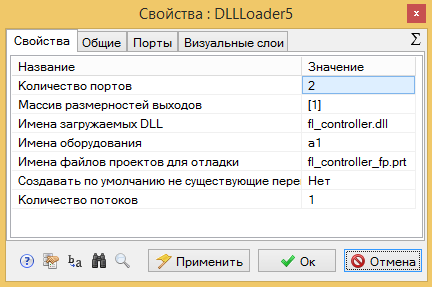 Свойства : DLLLoader5
x
Свойства Общие Порты Визуальные слои Σ
Название Значение
Количество портов 2
Массив размерностей выходов [1]
Имена загружаемых DLL fl_controller.dll
Имена оборудования a1
Имена файлов проектов для отладки fl_controller_fp.prt
Создавать по умолчанию не существующие пере Нет
Количество потоков 1
? b a Применить Ок Отмена